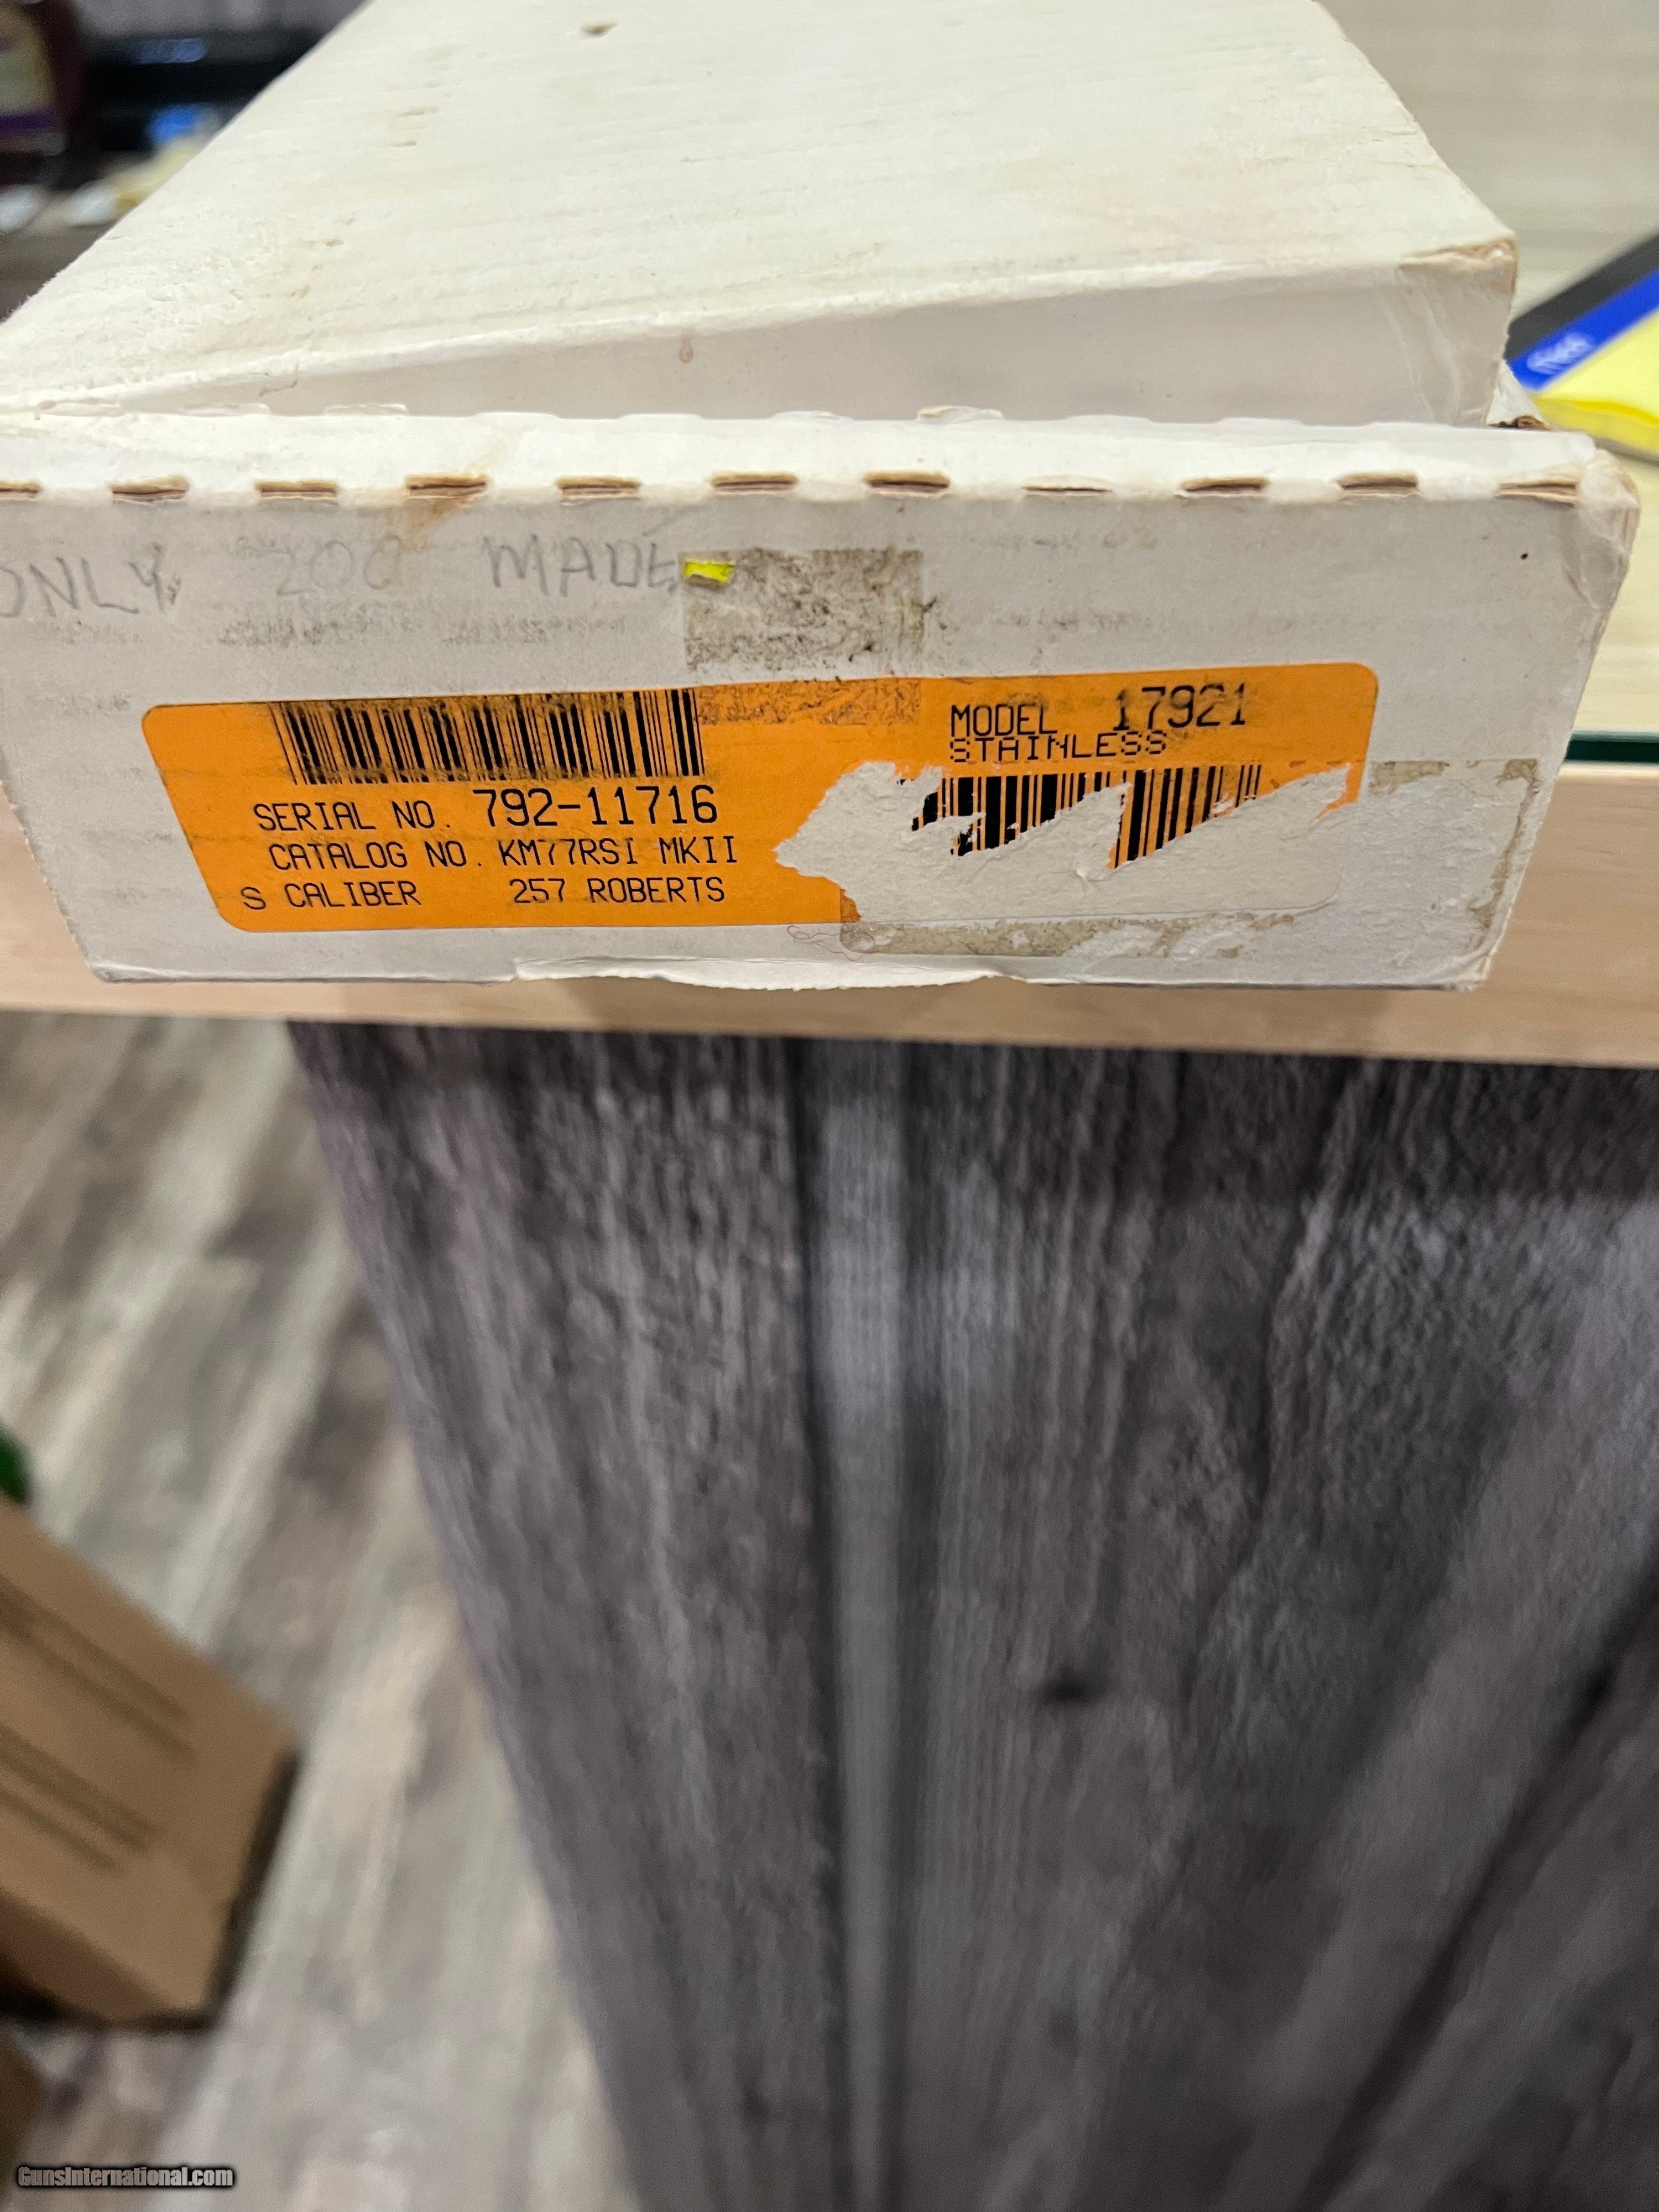 ONLY 200 MADE
MODEL 17921
STAINLESS
SERIAL NO. 792-11716
CATALOG NO. KM77RSI MKII
S CALIBER 257 ROBERTS
GunsInternational.com